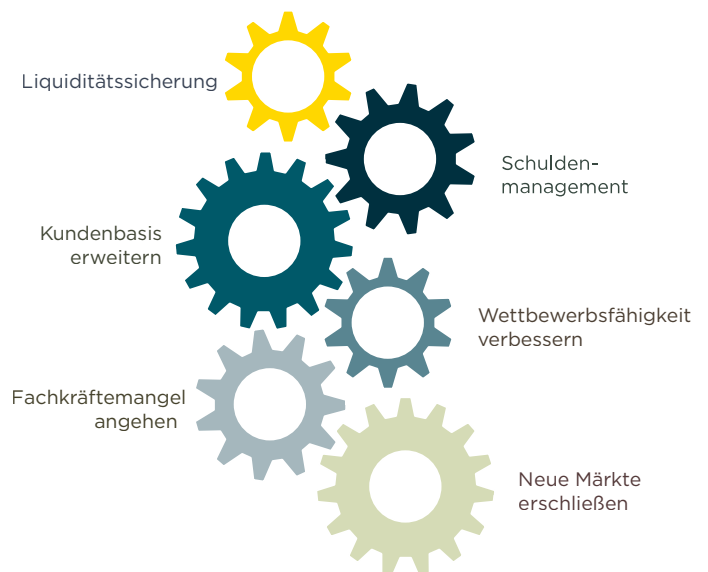 Liquiditätssicherung
Schulden-
management
Kundenbasis
erweitern
Wettbewerbsfähigkeit
verbessern
Fachkräftemangel
angehen
Neue Märkte
erschließen